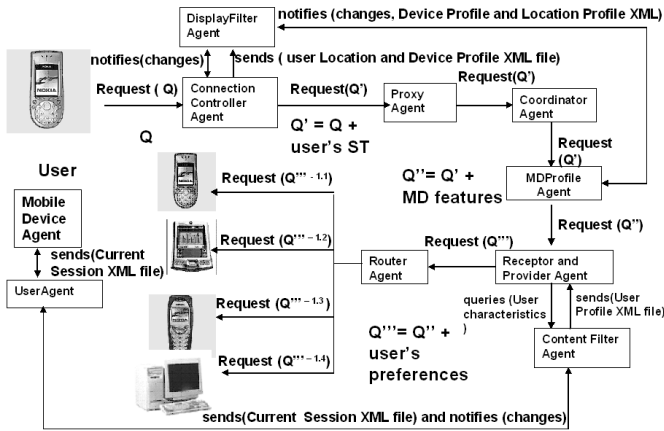 notifies (changes, Device Profile and Location Profile XML)
DisplayFilter
Agent
notifies(changes)
sends ( user Location and Device Profile XML file)
NOKIA
Request ( Q)
Connection
Controller
Agent
Request(Q’)
Proxy
Agent
Request(Q’)
Coordinator
Agent
Q
Q’ = Q +
user’s ST
Request
(Q’)
User
Request (Q’’’ – 1.1)
Q’’= Q’ +
MD features
MDProfile
Agent
Mobile
Device
Agent
Request (Q’’’ – 1.2)
Request (Q’’)
Request (Q’’’)
sends(Current
Session XML file)
Router
Agent
Receptor and
Provider Agent
UserAgent
Request (Q’’’ – 1.3)
queries (User
characteristics
)
sends(User
Profile XML file)
Q’’’= Q’’ +
user’s
preferences
Content Filter
Agent
Request (Q’’’ – 1.4)
sends(Current Session XML file) and notifies (changes)